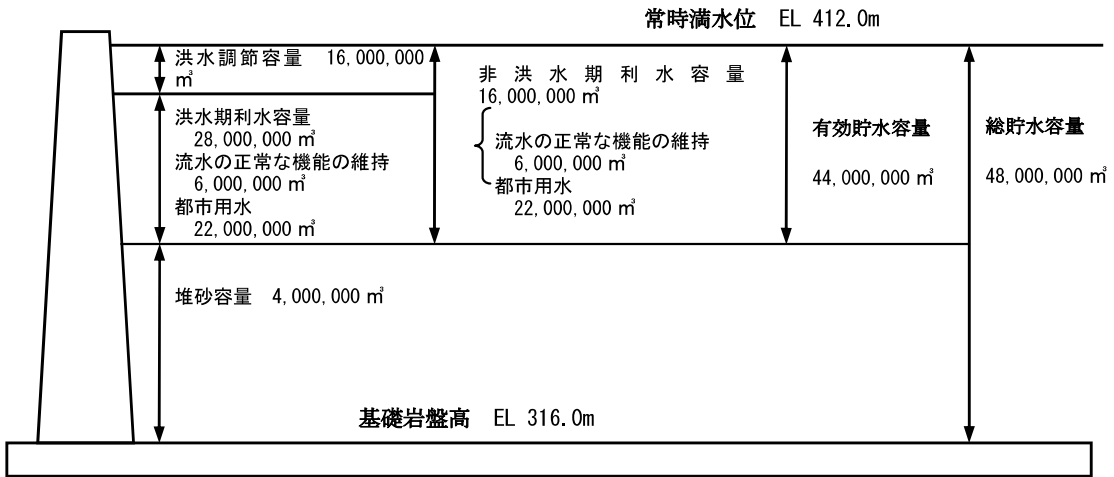 常時満水位 EL 412.0m
洪水調節容量 16,000,000
㎥
洪水期利水容量
28,000,000 ㎥
流水の正常な機能の維持
6,000,000 ㎥
都市用水
22,000,000 ㎥
非洪水期利水容量
16,000,000 ㎥
流水の正常な機能の維持
6,000,000 ㎥
都市用水
22,000,000 ㎥
有効貯水容量
44,000,000 ㎥
総貯水容量
48,000,000 ㎥
堆砂容量 4,000,000 ㎥
基礎岩盤高 EL 316.0m